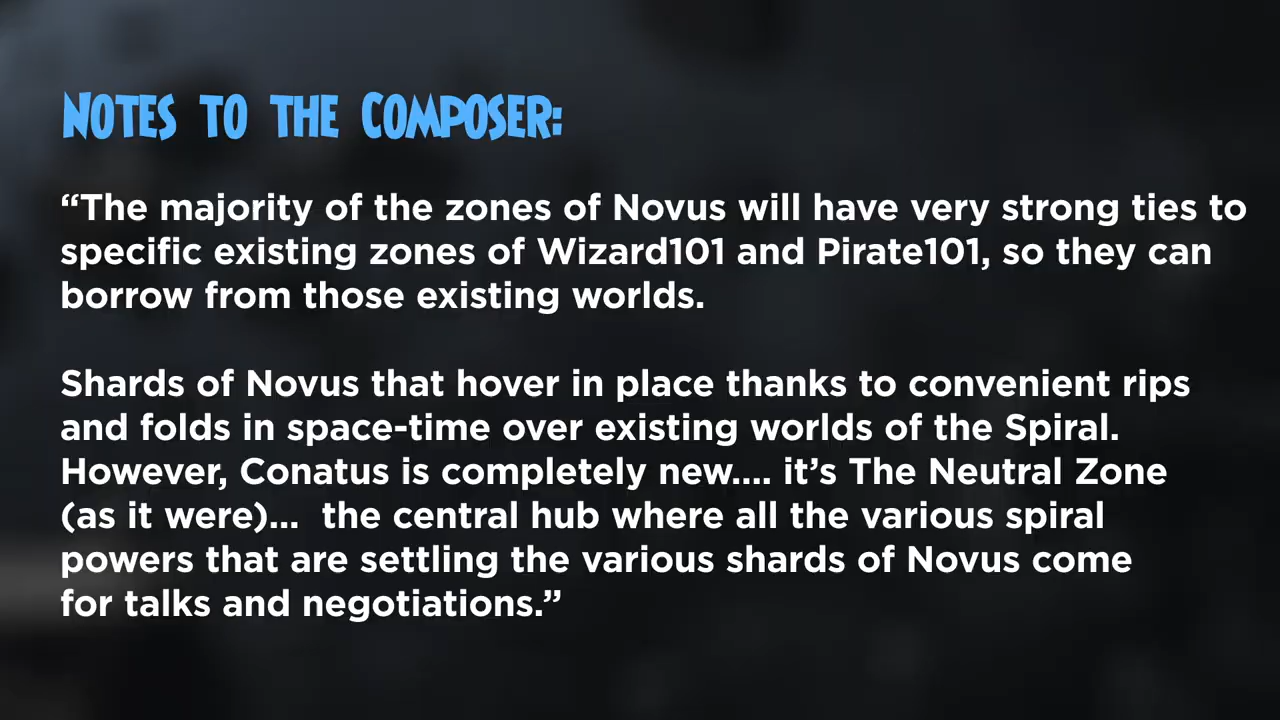 Notes to the Composer:
“The majority of the zones of Novus will have very strong ties to
specific existing zones of Wizard101 and Pirate101, so they can
borrow from those existing worlds.
Shards of Novus that hover in place thanks to convenient rips
and folds in space-time over existing worlds of the Spiral.
However, Conatus is completely new.... it’s The Neutral Zone
(as it were)...  the central hub where all the various spiral
powers that are settling the various shards of Novus come
for talks and negotiations.”